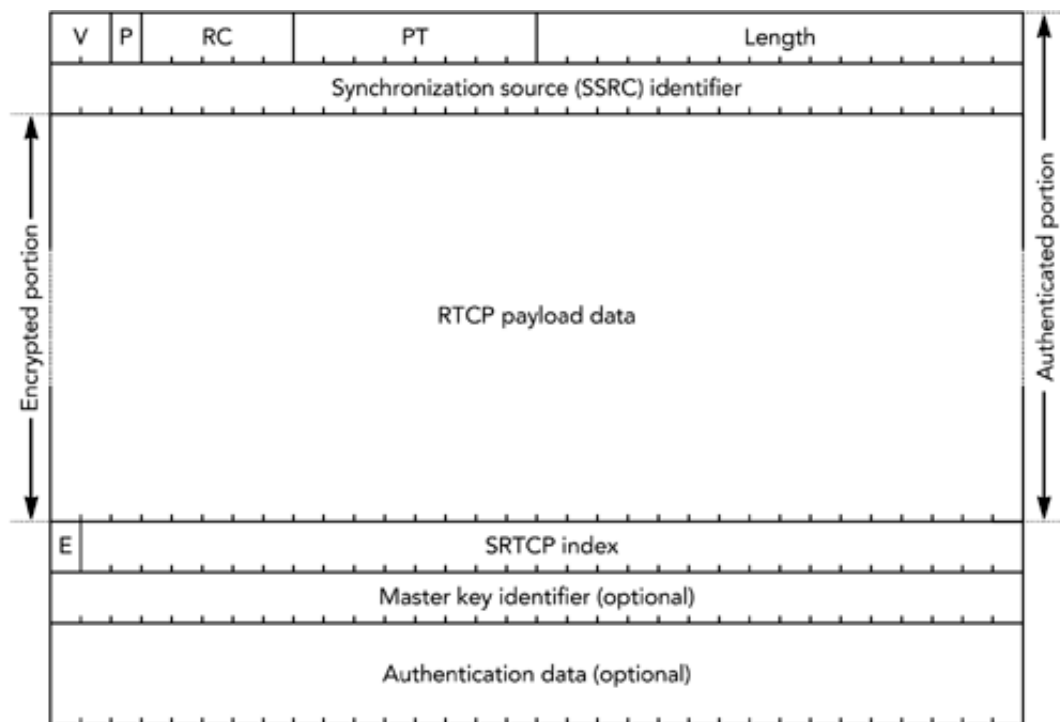 V P RC PT Length
Synchronization source (SSRC) identifier
Encrypted portion
RTCP payload data
Authenticated portion
E SRTCP index
Master key identifier (optional)
Authentication data (optional)